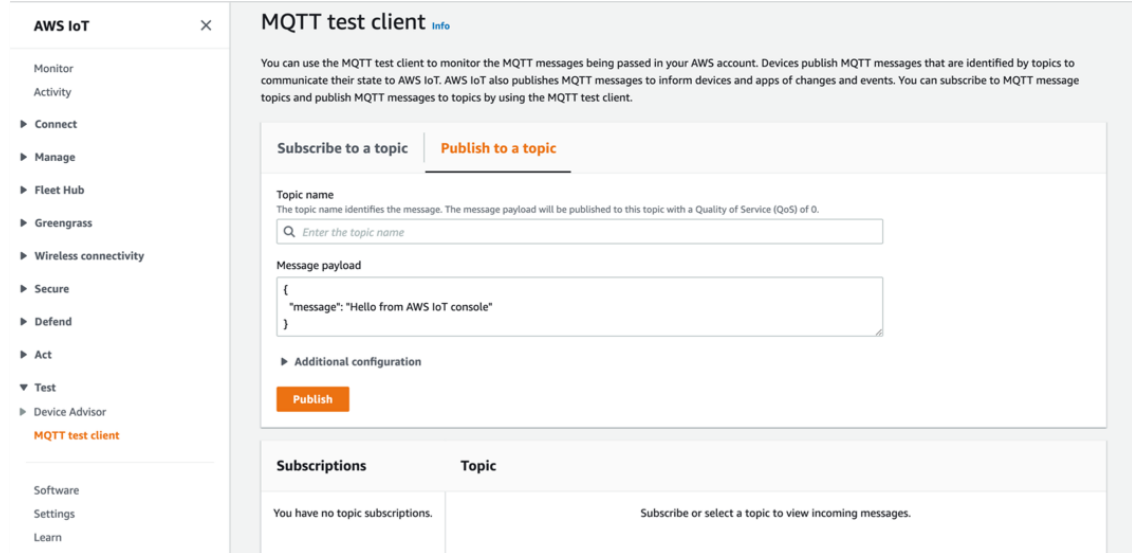 AWS IoT
Monitor
Activity
Connect
Manage
Fleet Hub
Greengrass
Wireless connectivity
Secure
Defend
Act
Test
Device Advisor
MQTT test client
Software
Settings
Learn
MQTT test client Info
You can use the MQTT test client to monitor the MQTT messages being passed in your AWS account. Devices publish MQTT messages that are identified by topics to
communicate their state to AWS IoT. AWS IoT also publishes MQTT messages to inform devices and apps of changes and events. You can subscribe to MQTT message
topics and publish MQTT messages to topics by using the MQTT test client.
Subscribe to a topic
Publish to a topic
Topic name
The topic name identifies the message. The message payload will be published to this topic with a Quality of Service (QoS) of 0.
Enter the topic name
Message payload
{
"message": "Hello from AWS IoT console"
}
Additional configuration
Publish
Subscriptions
Topic
You have no topic subscriptions.
Subscribe or select a topic to view incoming messages.